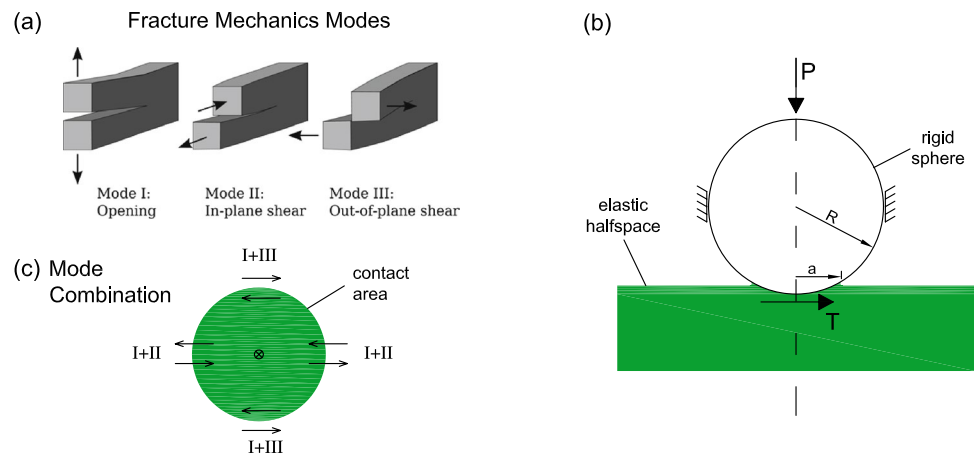 (a)
Fracture Mechanics Modes
Mode I:
Opening
Mode II:
In-plane shear
Mode III:
Out-of-plane shear
(b)
P
rigid
sphere
elastic
halfspace
R
a
T
(c) Mode
Combination
I+III
contact
area
I+II
I+II
I+III